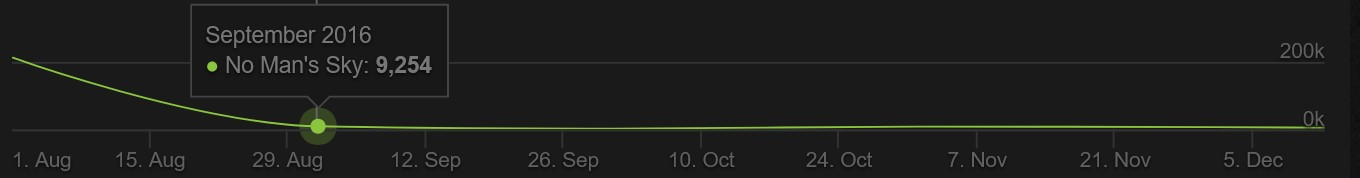 September 2016
● No Man's Sky: 9,254
200k
0k
1. Aug 15. Aug 29. Aug 12. Sep 26. Sep 10. Oct 24. Oct 7. Nov 21. Nov 5. Dec